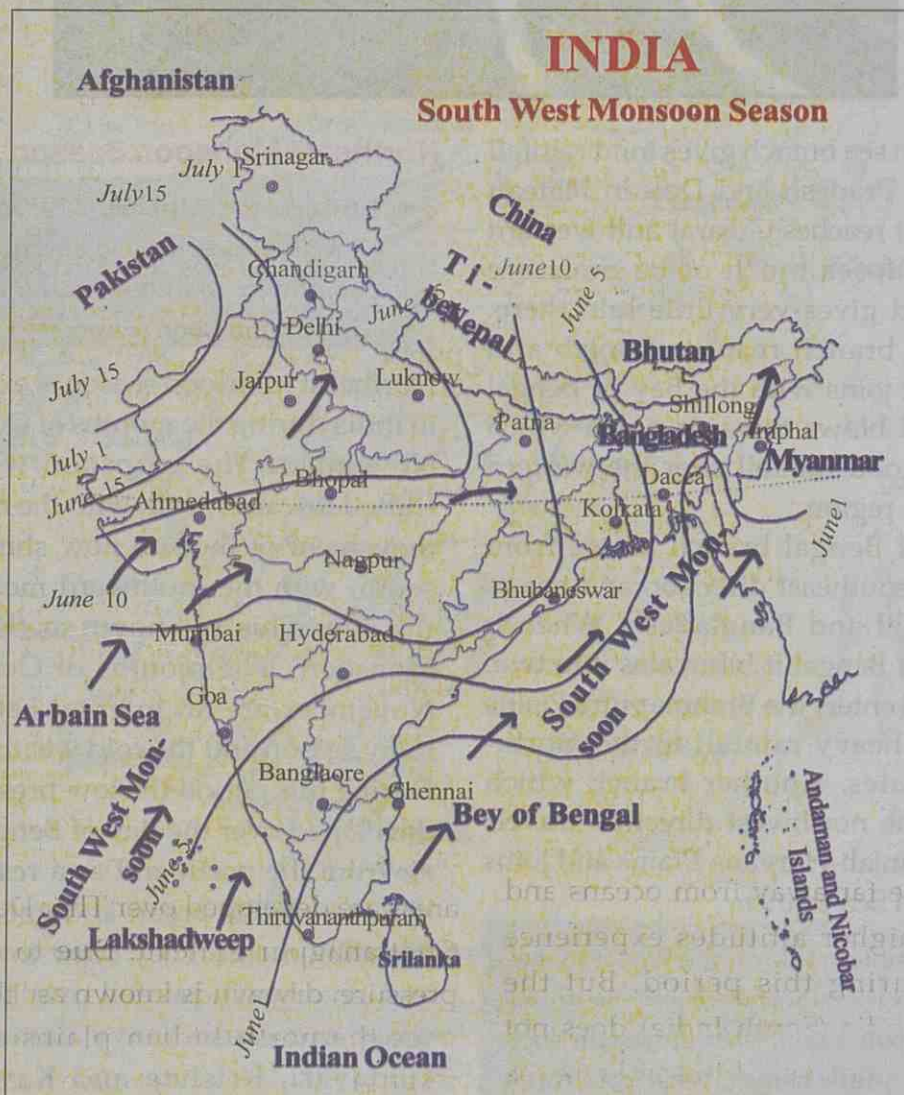 INDIA
South West Monsoon Season
Afghanistan
July 1
Srinagar
July15
China
Ti-
bet
June10
June 5
Pakistan
Chandigarh
June 15
Nepal
Delhi
Bhutan
July 15
Jaipur
Luknow
Shillong
Patna
Bangladesh
Imphal
July 1
Myanmar
Bhopal
Dacca
June 15
Ahmedabad
Kolkata
June1
Nagpur
Bhubaneswar
June 10
Mumbai
Hyderabad
South West Mon-
soon
Goa
Arbain Sea
Banglaore
Chennai
Bey of Bengal
Andaman and Nicobar
Islands
South West Mon-
soon
June 5
Lakshadweep
Thiruvananthpuram
Srilanka
June1
Indian Ocean